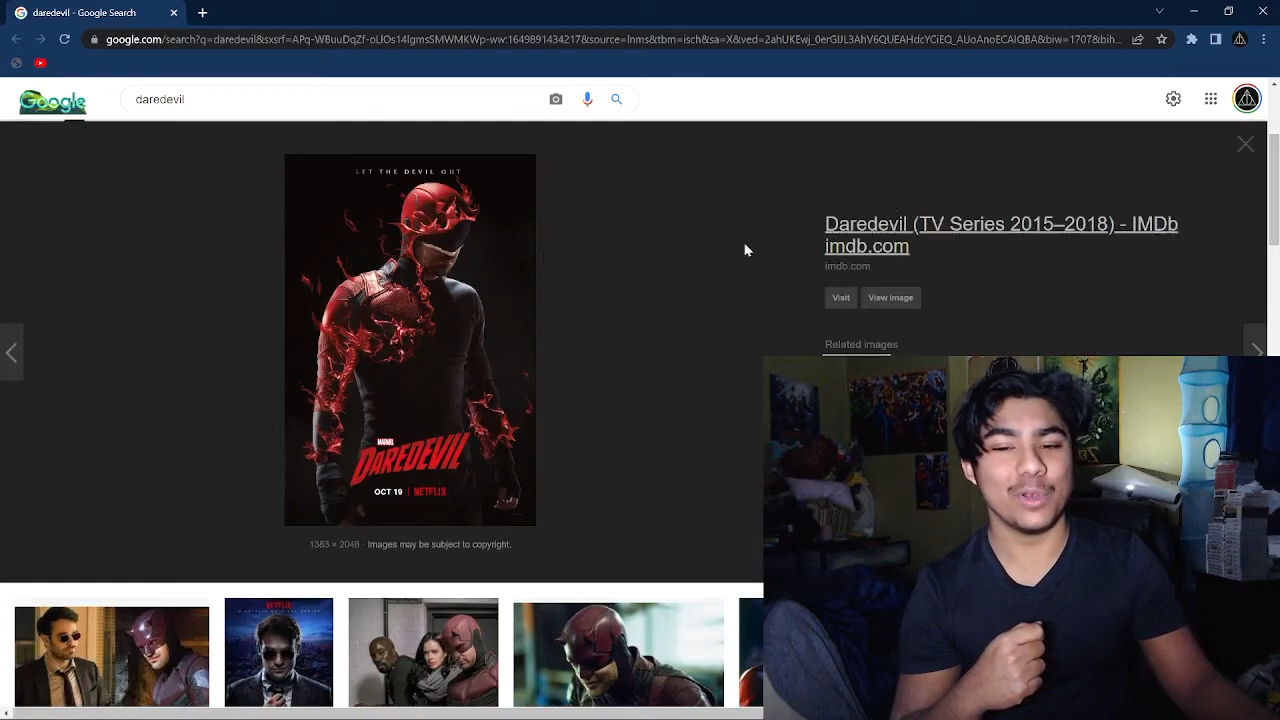 daredevil - Google Search
google.com/search?q=daredevil&sxsrf=APq-WBuuDqZf-oLlOs14lgmsSMWMKWp-ww:1649891434217&source=lnms&tbm=isch&sa=X&ved=2ahUKEwj_0erGlJL3AhV6QUEAHdcYCiEQ_AUoAnoECAIQBA&biw=1707&bih...
Google
daredevil
LET THE DEVIL OUT
Daredevil (TV Series 2015–2018) - IMDb
imdb.com
imdb.com
Visit
View Image
Related images
MARVEL
DAREDEVIL
OCT 19 | NETFLIX
1383 × 2048 · Images may be subject to copyright.
NETFLIX